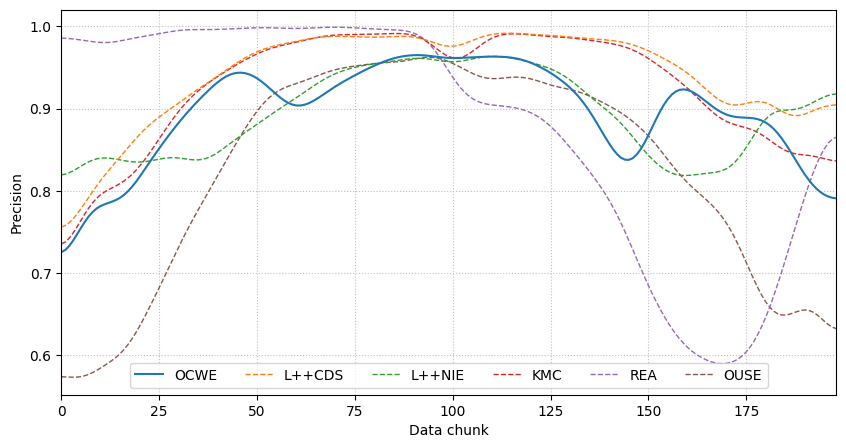 1.0
0.9
0.8
0.7
0.6
Precision
OCWE L++CDS L++NIE KMC REA OUSE
0 25 50 75 100 125 150 175
Data chunk